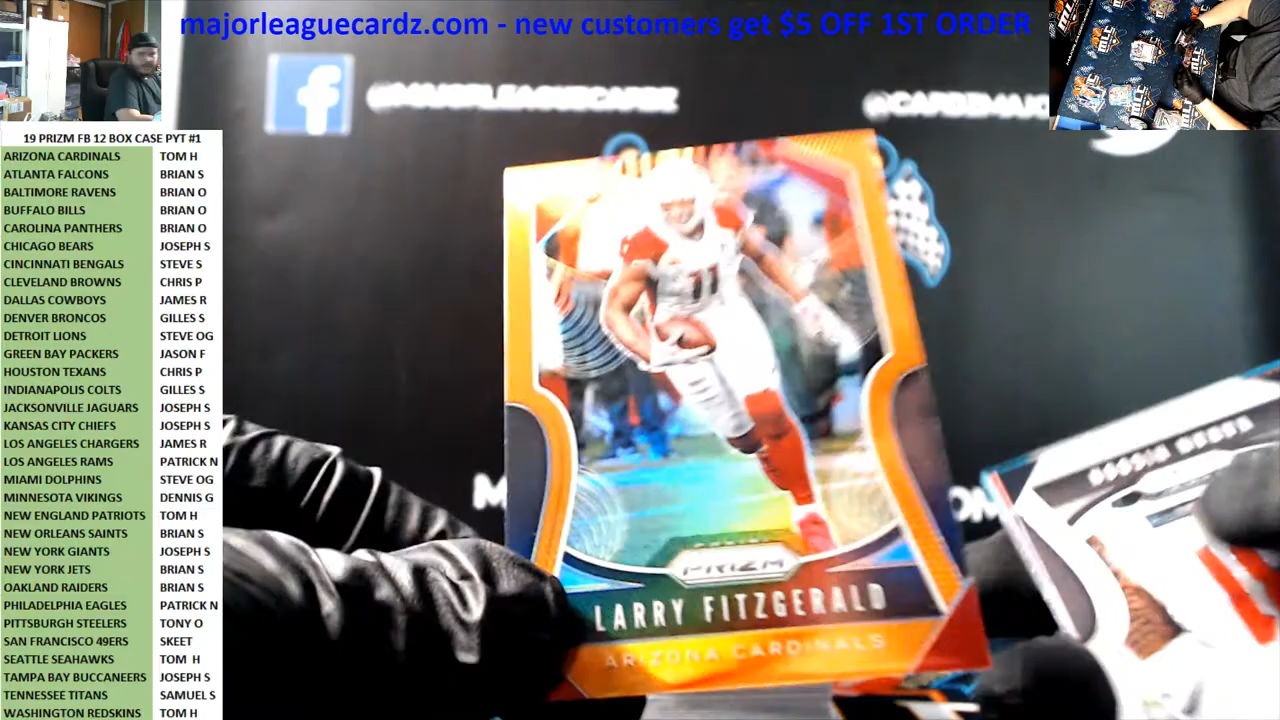 majorleaguecardz.com - new customers get $5 OFF 1ST ORDER
@MAJORLEAGUECARDZ
19 PRIZM FB 12 BOX CASE PYT #1
ARIZONA CARDINALS TOM H
ATLANTA FALCONS BRIAN S
BALTIMORE RAVENS BRIAN O
BUFFALO BILLS BRIAN O
CAROLINA PANTHERS BRIAN O
CHICAGO BEARS JOSEPH S
CINCINNATI BENGALS STEVE S
CLEVELAND BROWNS CHRIS P
DALLAS COWBOYS JAMES R
DENVER BRONCOS GILLES S
DETROIT LIONS STEVE OG
GREEN BAY PACKERS JASON F
HOUSTON TEXANS CHRIS P
INDIANAPOLIS COLTS GILLES S
JACKSONVILLE JAGUARS JOSEPH S
KANSAS CITY CHIEFS JOSEPH S
LOS ANGELES CHARGERS JAMES R
LOS ANGELES RAMS PATRICK N
MIAMI DOLPHINS STEVE OG
MINNESOTA VIKINGS DENNIS G
NEW ENGLAND PATRIOTS TOM H
NEW ORLEANS SAINTS BRIAN S
NEW YORK GIANTS JOSEPH S
NEW YORK JETS BRIAN S
OAKLAND RAIDERS BRIAN S
PHILADELPHIA EAGLES PATRICK N
PITTSBURGH STEELERS TONY O
SAN FRANCISCO 49ERS SKEET
SEATTLE SEAHAWKS TOM H
TAMPA BAY BUCCANEERS JOSEPH S
TENNESSEE TITANS SAMUEL S
WASHINGTON REDSKINS TOM H
11
PANINI
PRIZM
LARRY FITZGERALD
ARIZONA CARDINALS